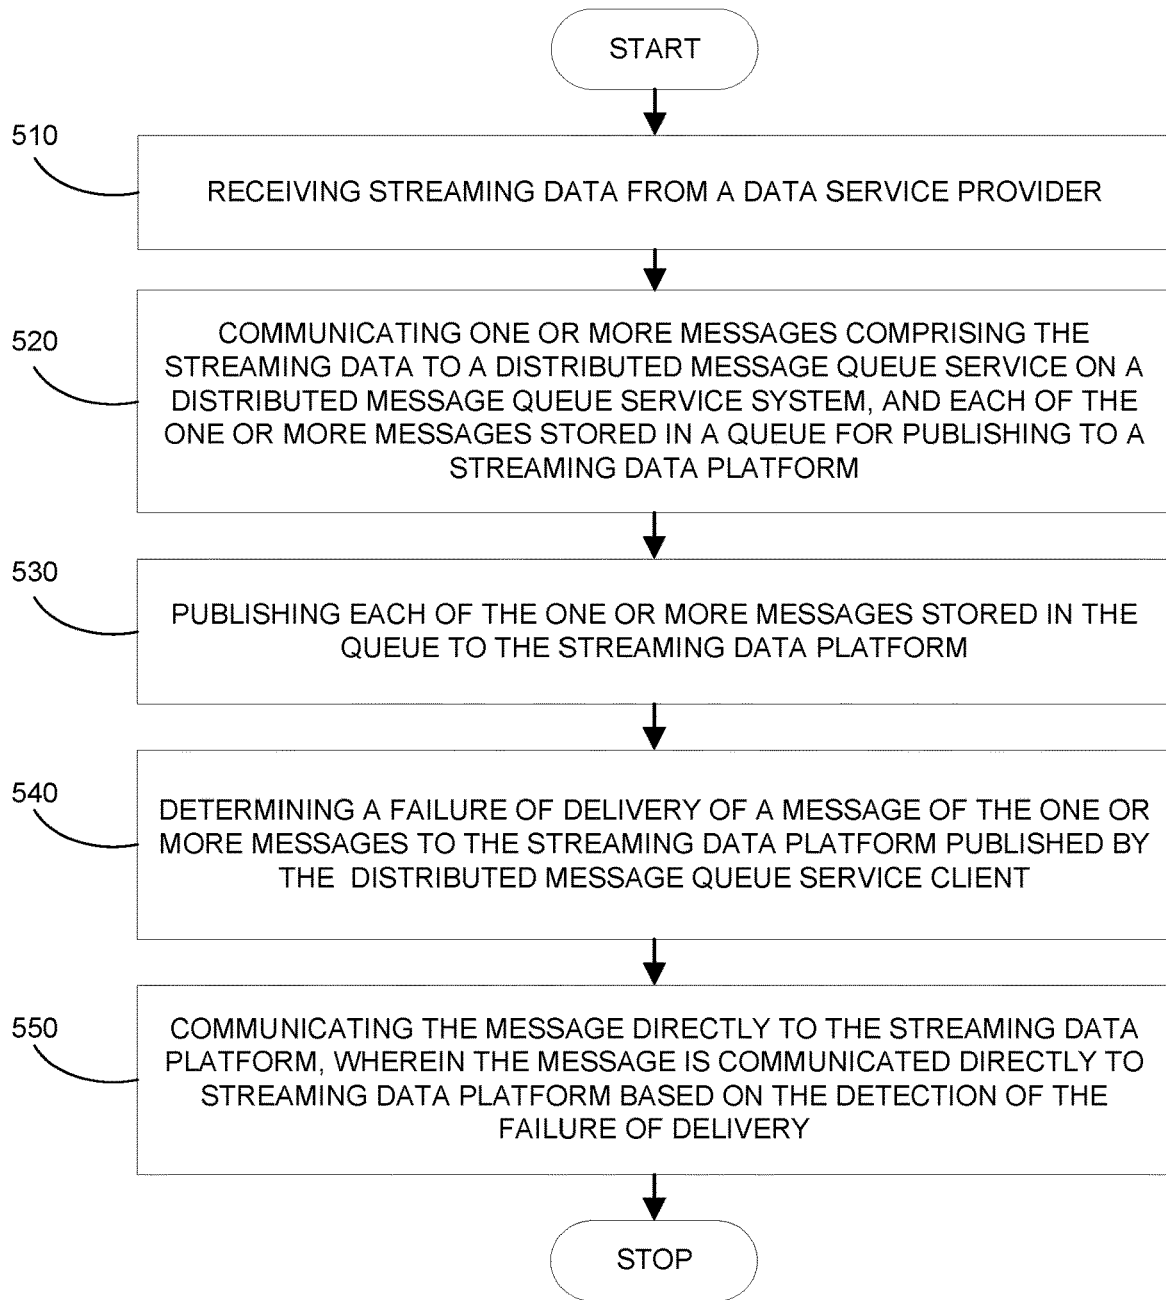 START
510
RECEIVING STREAMING DATA FROM A DATA SERVICE PROVIDER
520
COMMUNICATING ONE OR MORE MESSAGES COMPRISING THE
STREAMING DATA TO A DISTRIBUTED MESSAGE QUEUE SERVICE ON A
DISTRIBUTED MESSAGE QUEUE SERVICE SYSTEM, AND EACH OF THE
ONE OR MORE MESSAGES STORED IN A QUEUE FOR PUBLISHING TO A
STREAMING DATA PLATFORM
530
PUBLISHING EACH OF THE ONE OR MORE MESSAGES STORED IN THE
QUEUE TO THE STREAMING DATA PLATFORM
540
DETERMINING A FAILURE OF DELIVERY OF A MESSAGE OF THE ONE OR
MORE MESSAGES TO THE STREAMING DATA PLATFORM PUBLISHED BY
THE DISTRIBUTED MESSAGE QUEUE SERVICE CLIENT
550
COMMUNICATING THE MESSAGE DIRECTLY TO THE STREAMING DATA
PLATFORM, WHEREIN THE MESSAGE IS COMMUNICATED DIRECTLY TO
STREAMING DATA PLATFORM BASED ON THE DETECTION OF THE
FAILURE OF DELIVERY
STOP